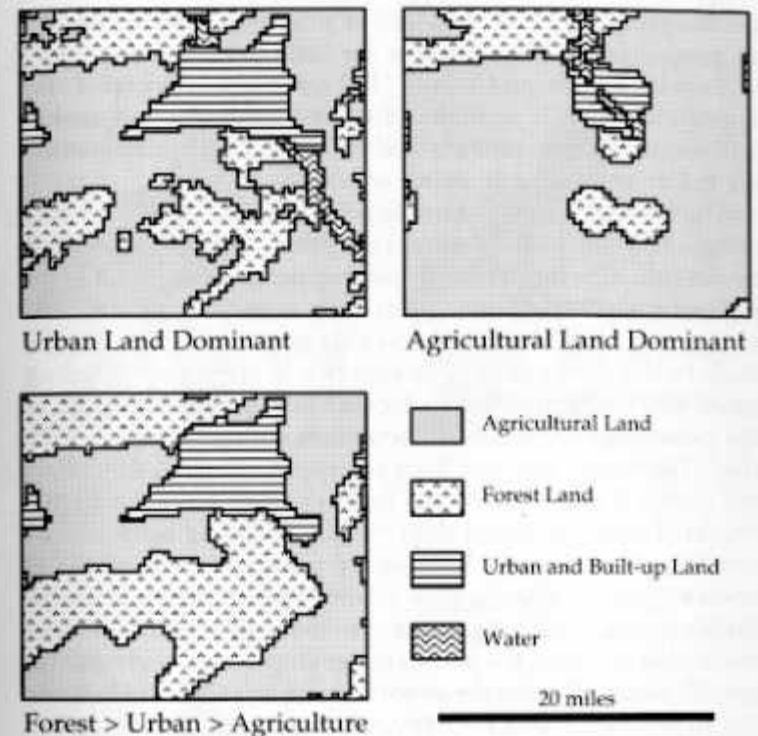 Urban Land Dominant
Agricultural Land Dominant
Agricultural Land
Forest Land
Urban and Built-up Land
Water
20 miles
Forest > Urban > Agriculture